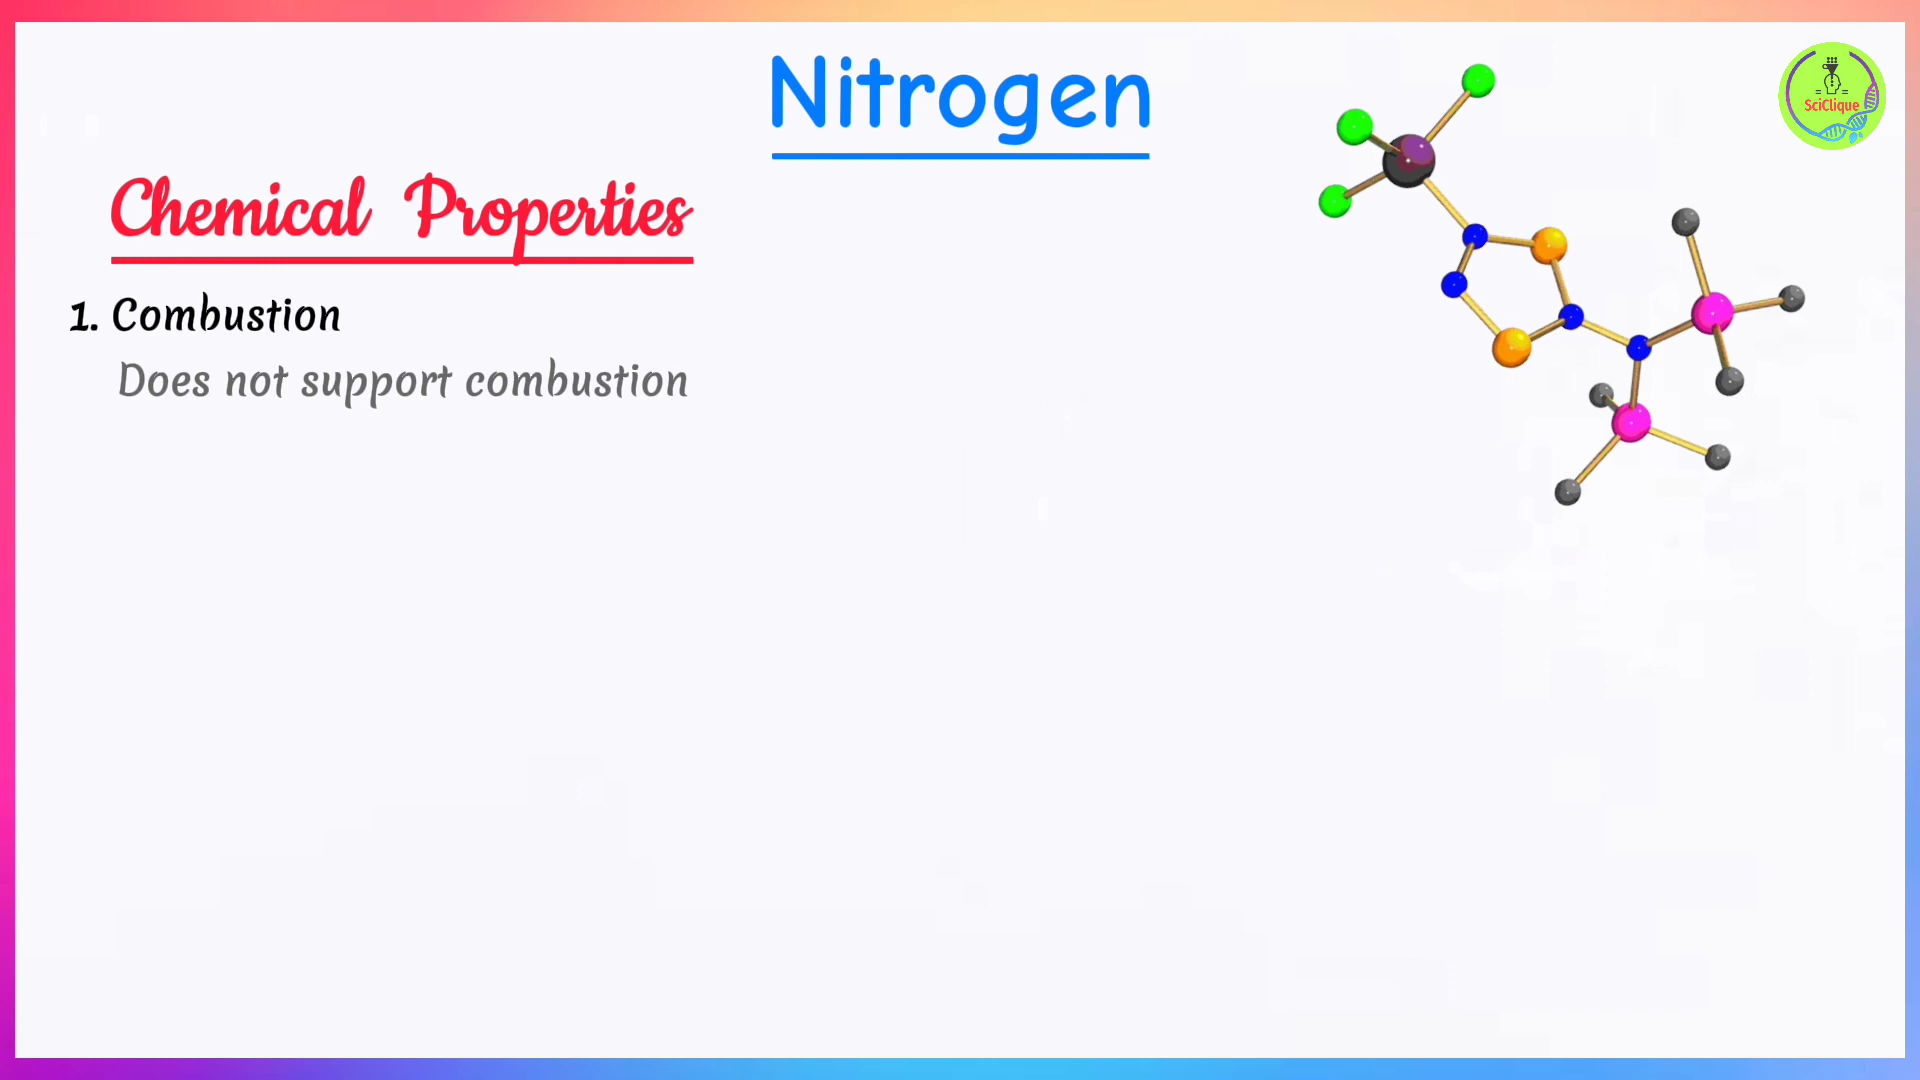 Nitrogen
SciClique
Chemical Properties
1. Combustion
Does not support combustion